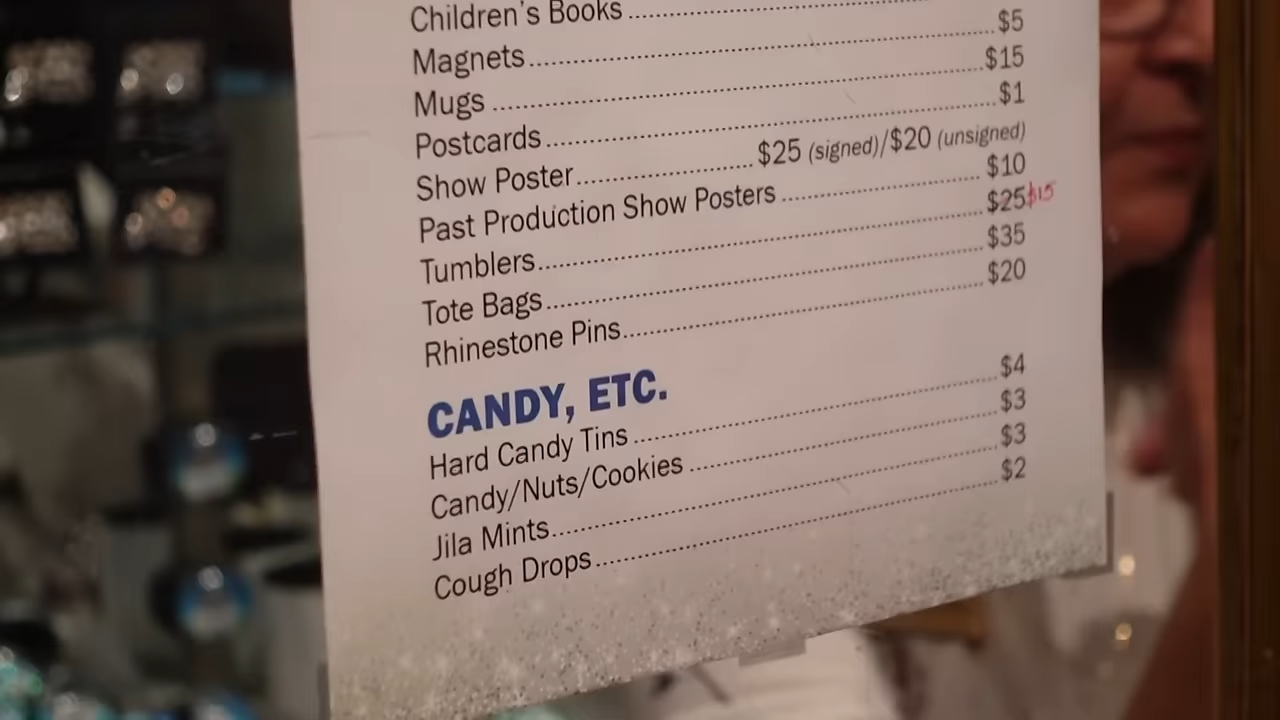 Children's Books
Magnets $5
Mugs $15
Postcards $1
Show Poster $25 (signed)/$20 (unsigned)
Past Production Show Posters $10
Tumblers $25 $15
Tote Bags $35
Rhinestone Pins $20
CANDY, ETC.
Hard Candy Tins $4
Candy/Nuts/Cookies $3
Jila Mints $3
Cough Drops $2